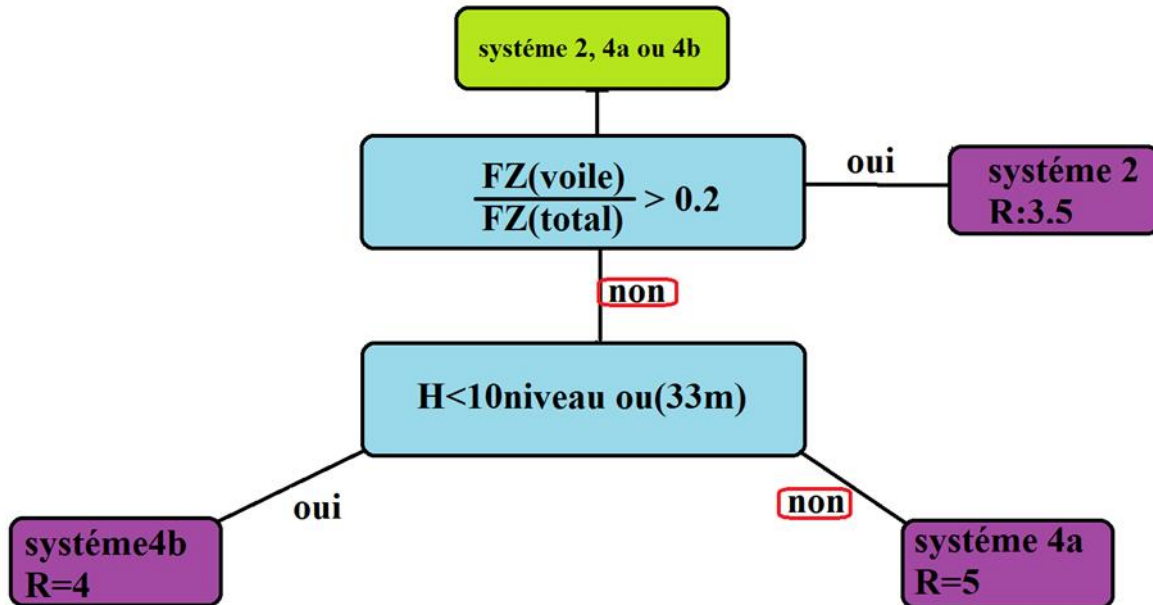 systéme 2, 4a ou 4b
FZ(voile)
FZ(total)
> 0.2
oui
systéme 2
R:3.5
non
H<10niveau ou(33m)
oui
non
systéme4b
R=4
systéme 4a
R=5